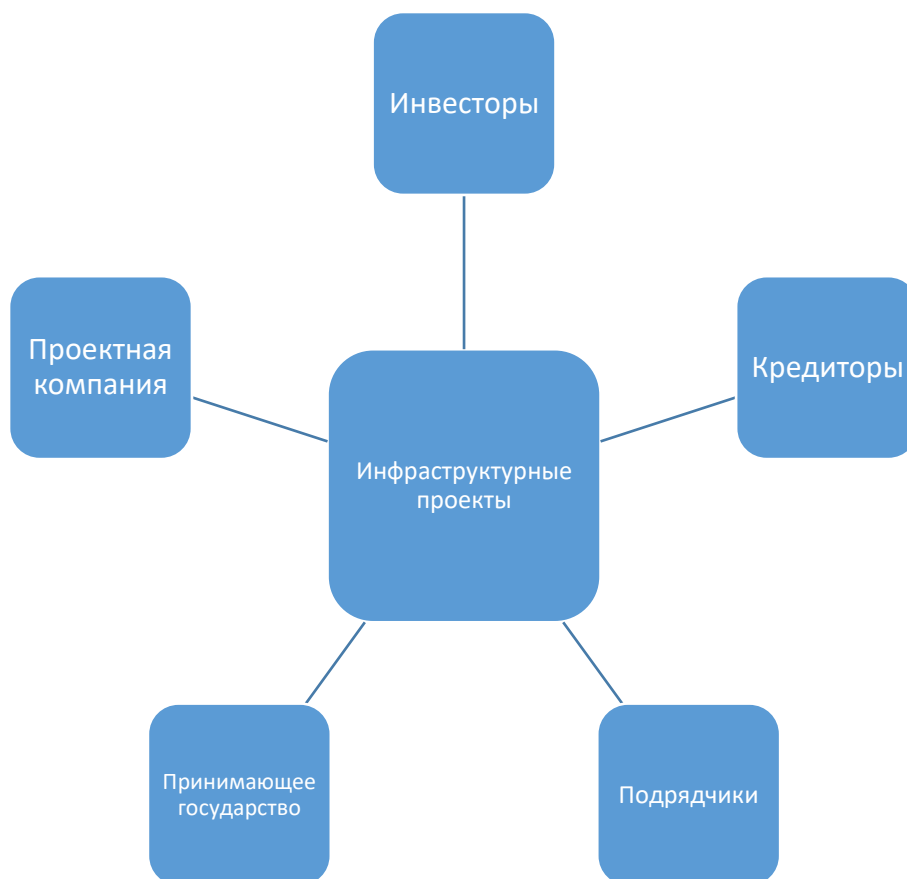 Инвесторы
Проектная
компания
Кредиторы
Инфраструктурные
проекты
Принимающее
государство
Подрядчики